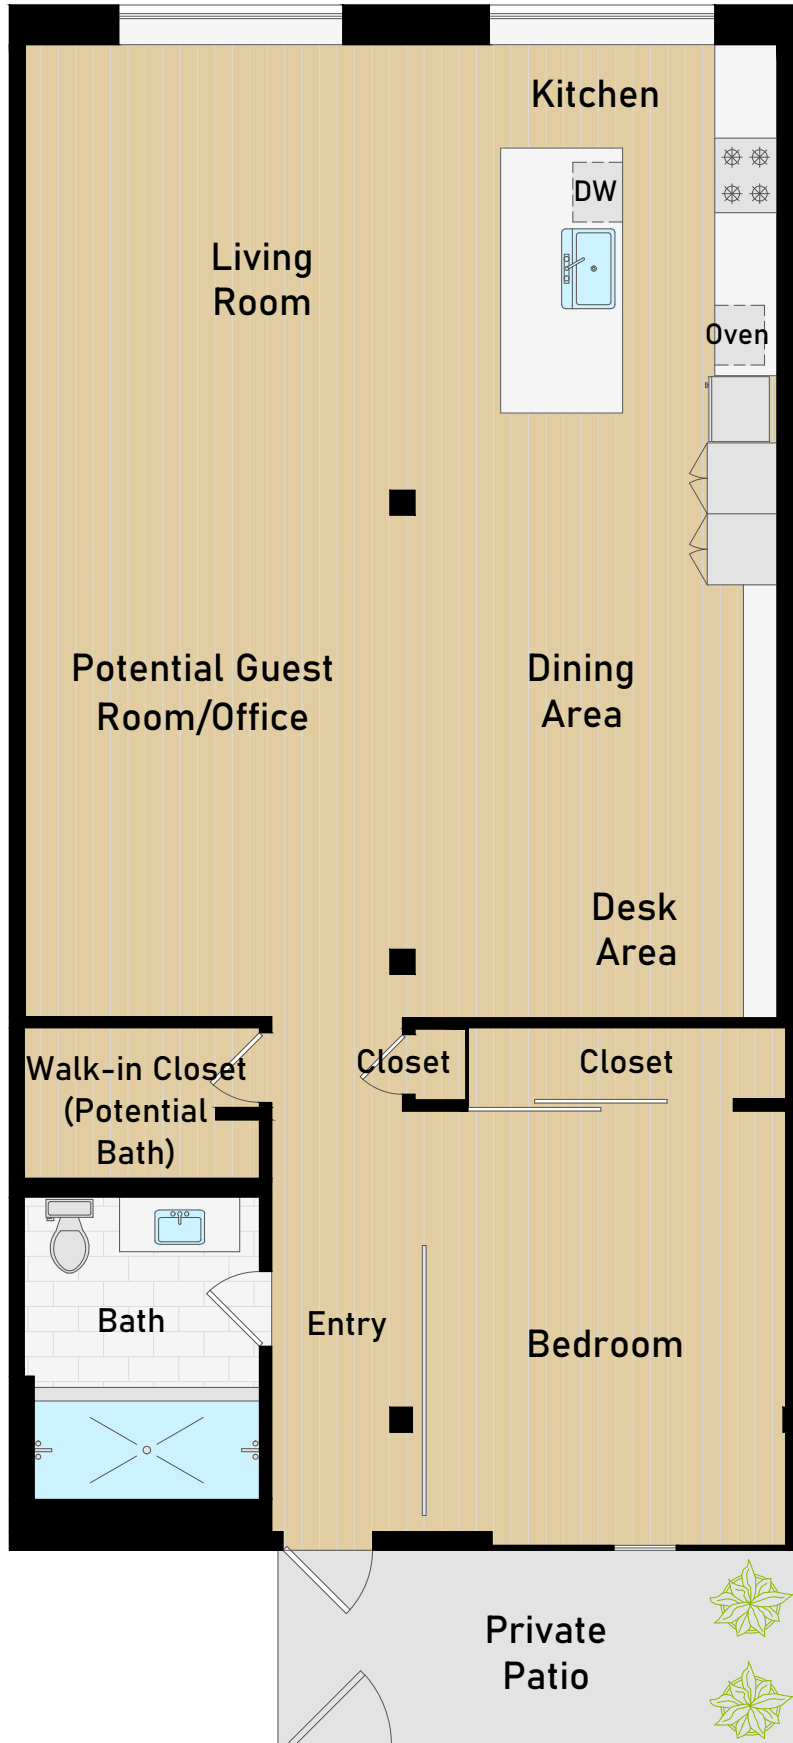 Kitchen
DW
Living
Room
Oven
Potential Guest
Room/Office
Dining
Area
Desk
Area
Walk-in Closet
(Potential
Bath)
Closet
Closet
Bath
Entry
Bedroom
Private
Patio